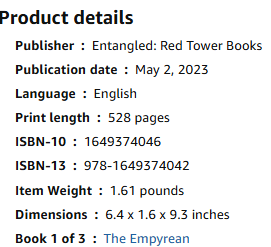 Product details
Publisher : Entangled: Red Tower Books
Publication date : May 2, 2023
Language : English
Print length : 528 pages
ISBN-10 : 1649374046
ISBN-13 : 978-1649374042
Item Weight : 1.61 pounds
Dimensions : 6.4 x 1.6 x 9.3 inches
Book 1 of 3 : The Empyrean